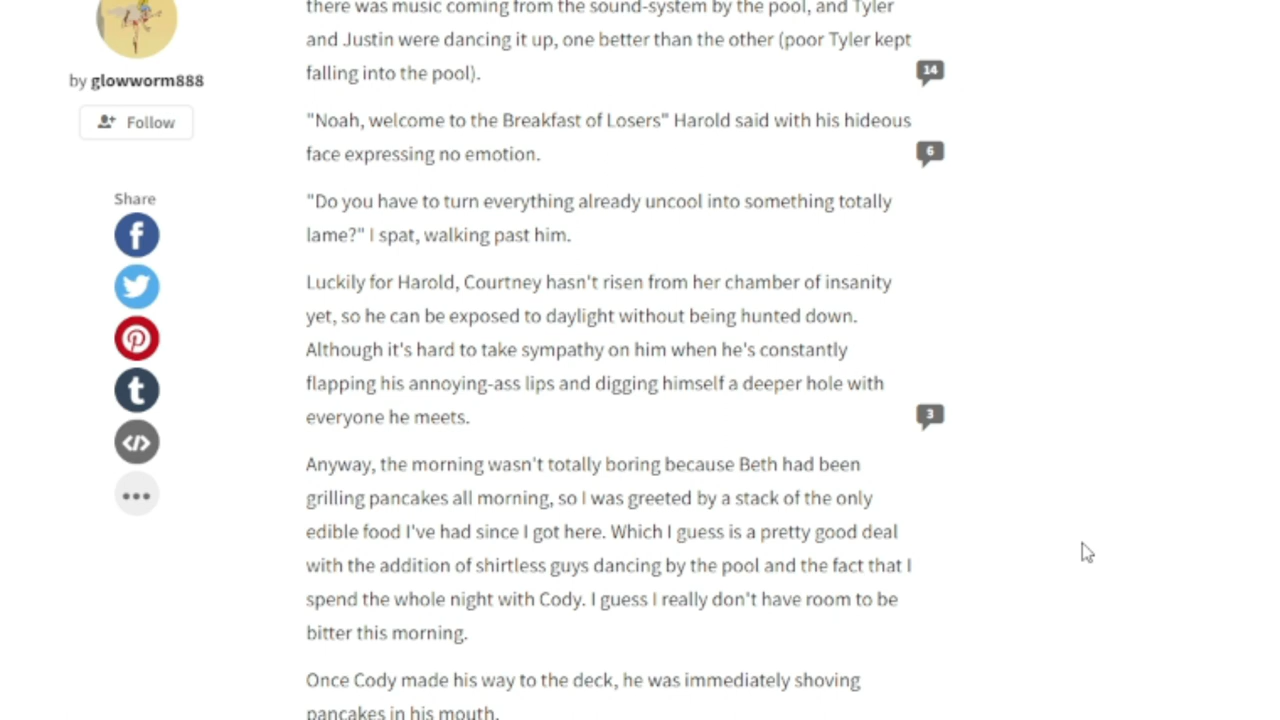 there was music coming from the sound-system by the pool, and Tyler
and Justin were dancing it up, one better than the other (poor Tyler kept
falling into the pool).
14
by glowworm888
Follow
"Noah, welcome to the Breakfast of Losers" Harold said with his hideous
face expressing no emotion.
6
Share
"Do you have to turn everything already uncool into something totally
lame?" I spat, walking past him.
Luckily for Harold, Courtney hasn't risen from her chamber of insanity
yet, so he can be exposed to daylight without being hunted down.
Although it's hard to take sympathy on him when he's constantly
flapping his annoying-ass lips and digging himself a deeper hole with
everyone he meets.
3
Anyway, the morning wasn't totally boring because Beth had been
grilling pancakes all morning, so I was greeted by a stack of the only
edible food I've had since I got here. Which I guess is a pretty good deal
with the addition of shirtless guys dancing by the pool and the fact that I
spend the whole night with Cody. I guess I really don't have room to be
bitter this morning.
Once Cody made his way to the deck, he was immediately shoving
pancakes in his mouth.